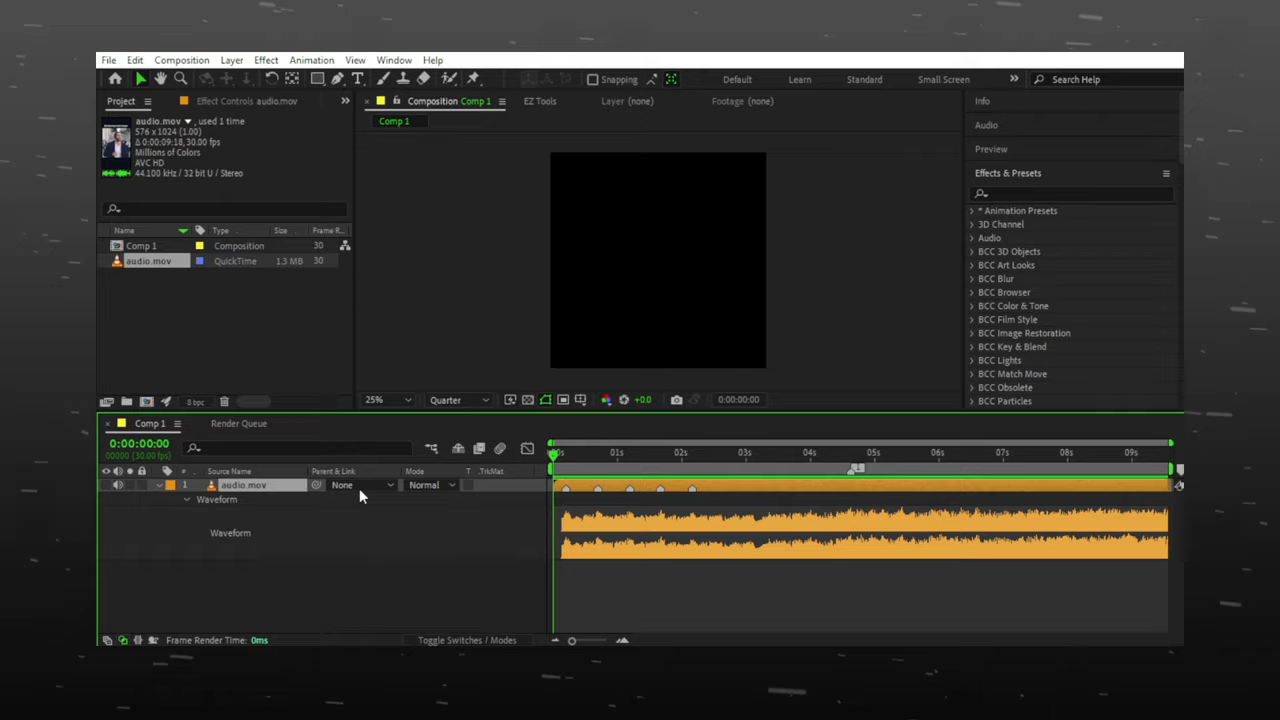 File Edit Composition Layer Effect Animation View Window Help
Snapping Default Learn Standard Small Screen » Search Help
Project Effect Controls audio.mov » Composition Comp 1 EZ Tools Layer (none) Footage (none) Info
audio.mov , used 1 time
576 x 1024 (1.00)
Δ 0:00:09:18, 30.00 fps
Millions of Colors
AVC HD
44.100 kHz / 32 bit U / Stereo
Comp 1
Audio
Preview
Effects & Presets
* Animation Presets
3D Channel
Audio
BCC 3D Objects
BCC Art Looks
BCC Blur
BCC Browser
BCC Color & Tone
BCC Film Style
BCC Image Restoration
BCC Key & Blend
BCC Lights
BCC Match Move
BCC Obsolete
BCC Particles
Name Type Size Frame R...
Comp 1 Composition 30
audio.mov QuickTime 1.3 MB 30
8 bpc 25% Quarter +0.0 0:00:00:00
Comp 1 Render Queue
0:00:00:00
00000 (30.00 fps)
:00s 01s 02s 03s 04s 05s 06s 07s 08s 09s
# Source Name Parent & Link Mode T .TrkMat
1
1 audio.mov None Normal
Waveform
Waveform
Frame Render Time: 0ms Toggle Switches / Modes